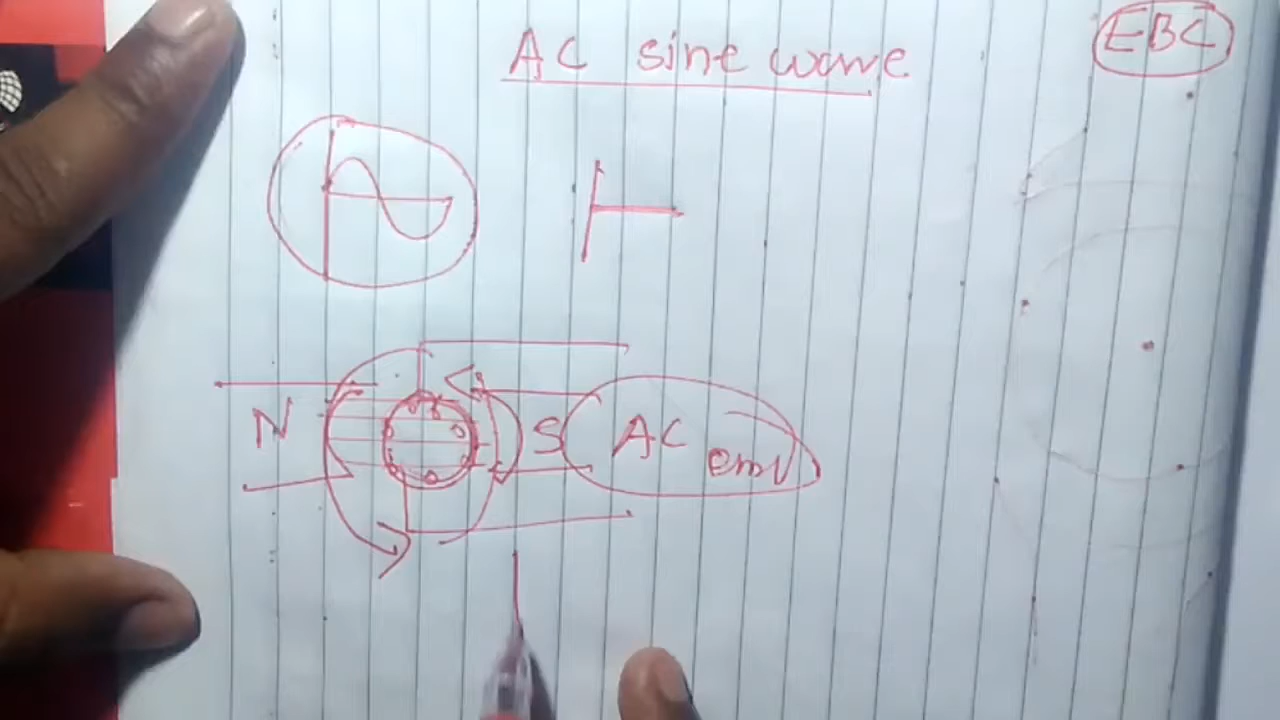 AC sine wave
EBC
N
S
AC
emf